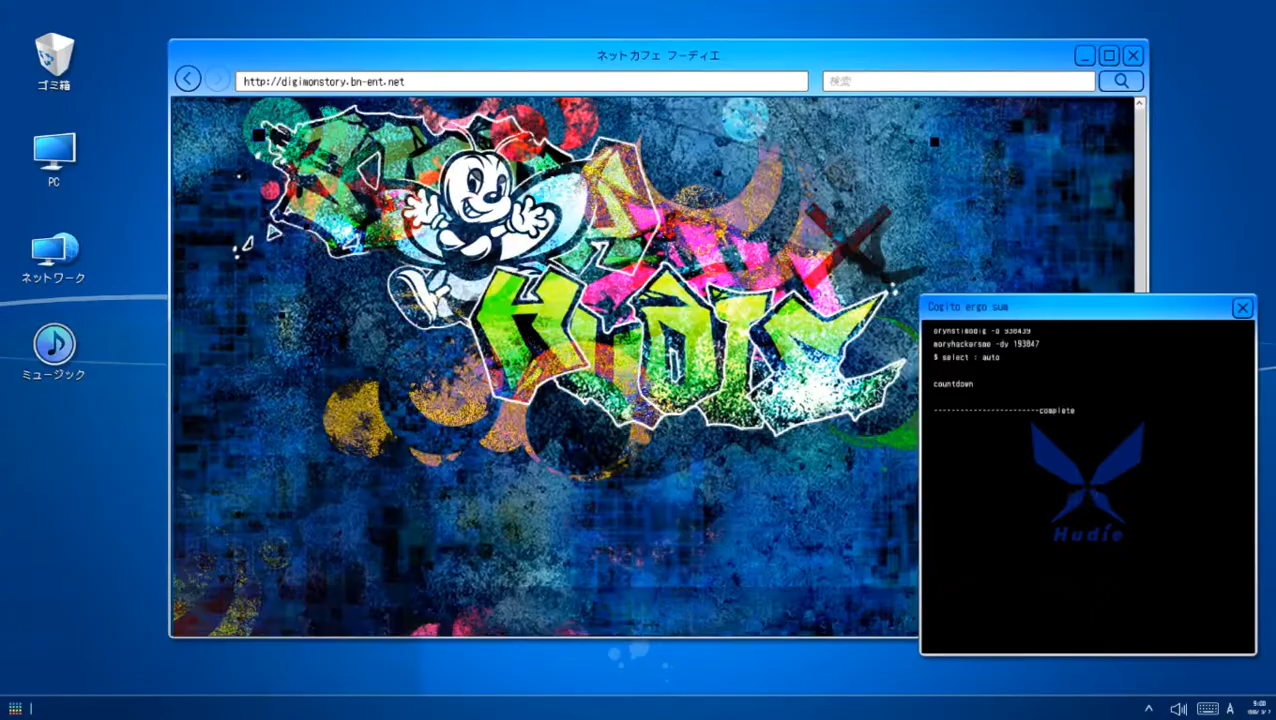 ゴミ箱
PC
ネットワーク
ミュージック
ネットカフェ フーディエ
http://digimonstory.bn-ent.net
検索
HUDIE
Cogito ergo sum
$ select : auto
countdown
------------------------complete
Hudie
A
9:00